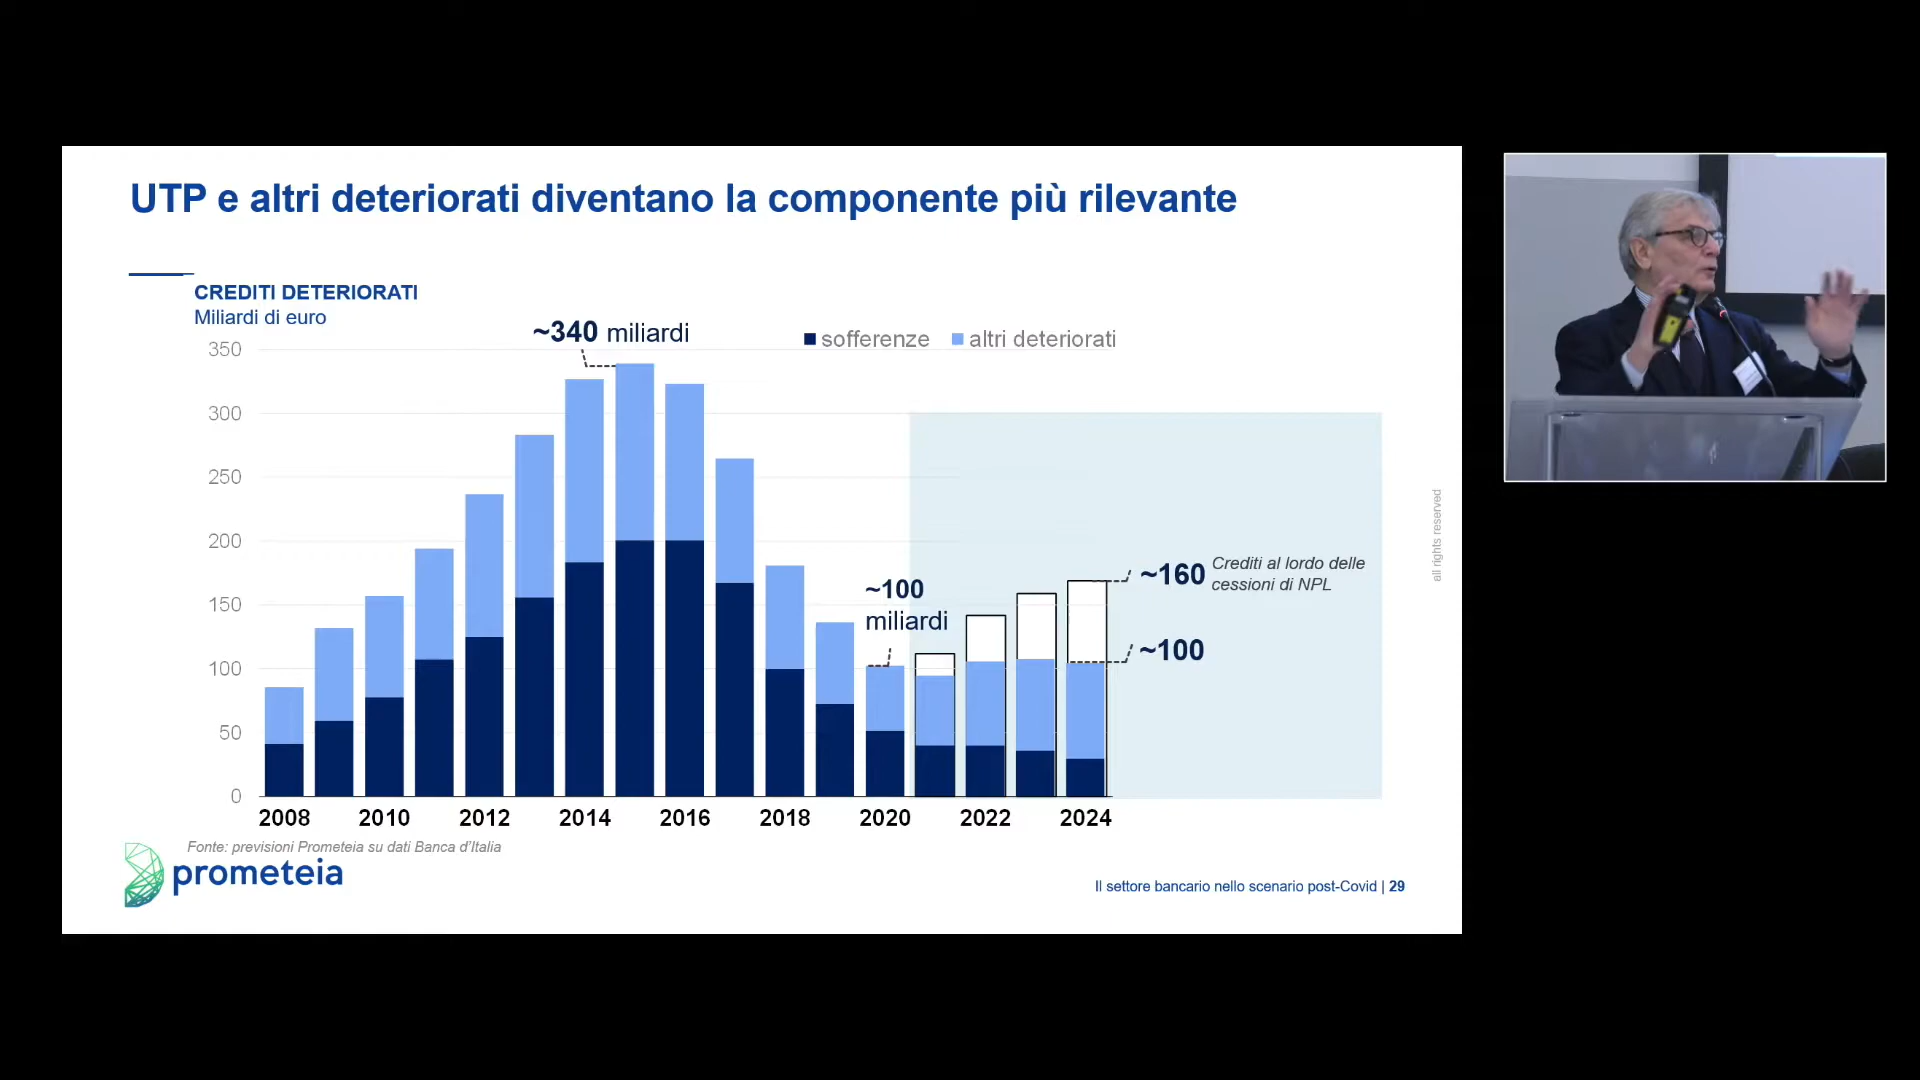 UTP e altri deteriorati diventano la componente più rilevante
CREDITI DETERIORATI
Miliardi di euro
~340 miliardi
sofferenze
altri deteriorati
350
300
250
200
150
100
50
0
~100
miliardi
~160
Crediti al lordo delle
cessioni di NPL
~100
2008
2010
2012
2014
2016
2018
2020
2022
2024
Fonte: previsioni Prometeia su dati Banca d'Italia
prometeia
Il settore bancario nello scenario post-Covid | 29
all rights reserved